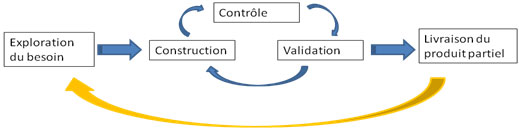 Contrôle
Exploration
du besoin
Construction
Validation
Livraison du
produit partiel